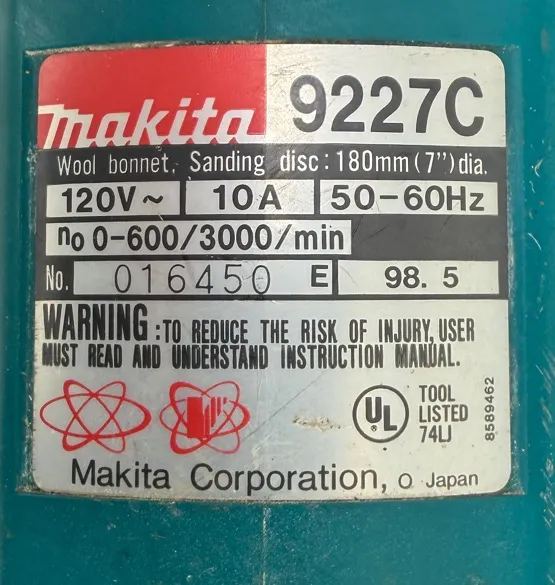 makita 9227C
Wool bonnet, Sanding disc: 180mm (7")dia.
120V~ 10A 50-60Hz
no 0-600/3000/min
No. 016450 E 98. 5
WARNING :TO REDUCE THE RISK OF INJURY, USER
MUST READ AND UNDERSTAND INSTRUCTION MANUAL.
UL
TOOL
LISTED
74LJ
8589462
Makita Corporation, O Japan